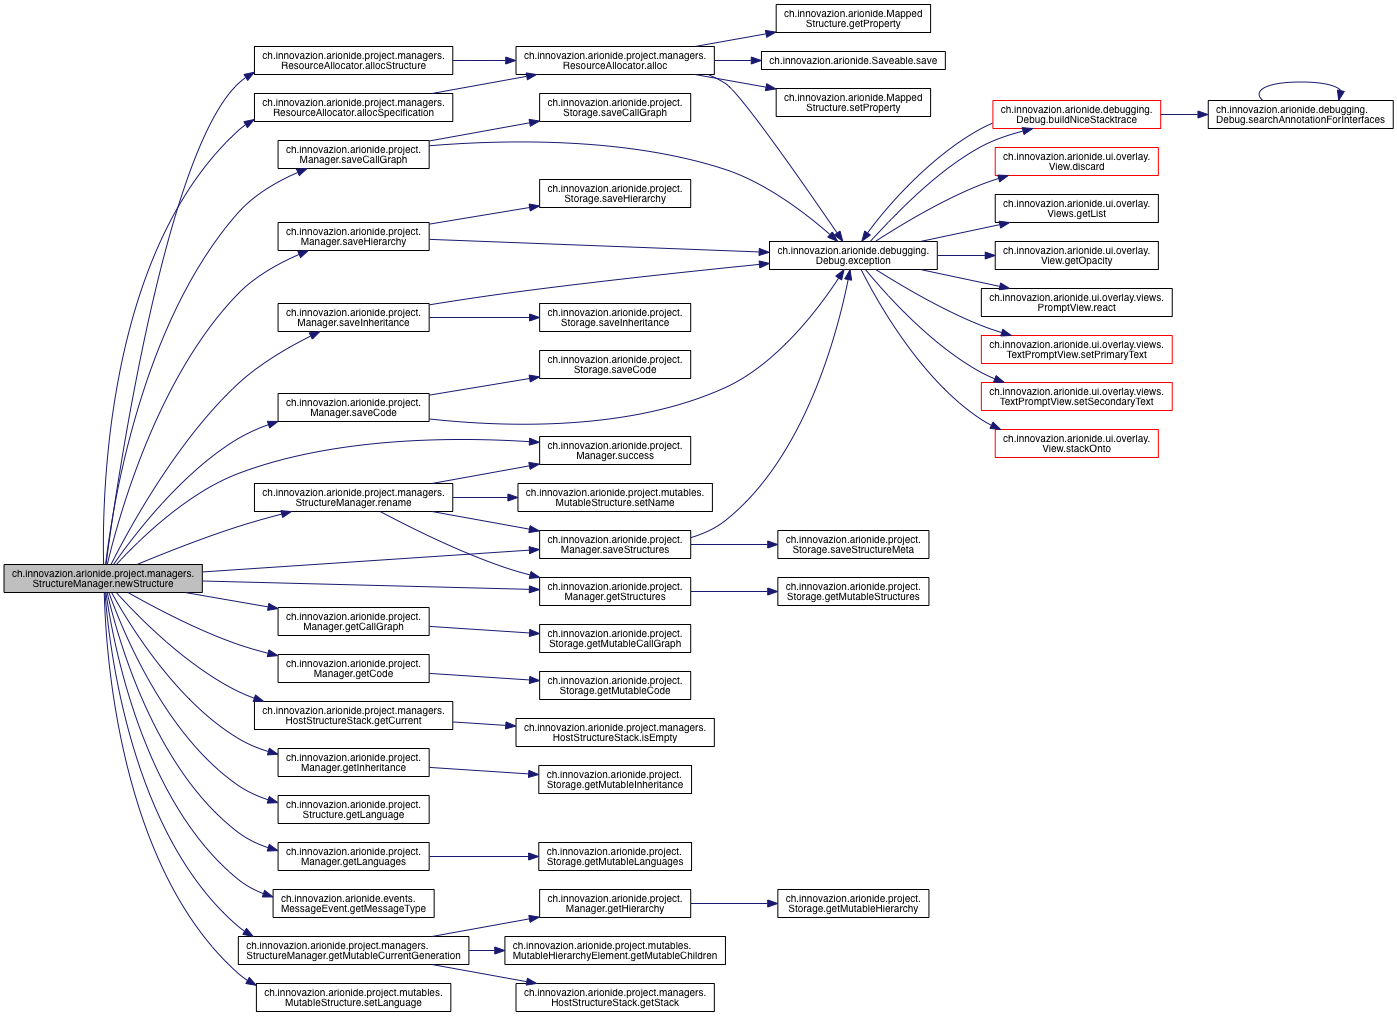 ch.innovazion.arionide.project.managers.
StructureManager.newStructure
ch.innovazion.arionide.project.managers.
ResourceAllocator.allocStructure
ch.innovazion.arionide.project.managers.
ResourceAllocator.allocSpecification
ch.innovazion.arionide.project.
Manager.saveCallGraph
ch.innovazion.arionide.project.
Manager.saveHierarchy
ch.innovazion.arionide.project.
Manager.saveInheritance
ch.innovazion.arionide.project.
Manager.saveCode
ch.innovazion.arionide.project.managers.
StructureManager.rename
ch.innovazion.arionide.project.
Manager.getCallGraph
ch.innovazion.arionide.project.
Manager.getCode
ch.innovazion.arionide.project.managers.
HostStructureStack.getCurrent
ch.innovazion.arionide.project.
Manager.getInheritance
ch.innovazion.arionide.project.
Structure.getLanguage
ch.innovazion.arionide.project.
Manager.getLanguages
ch.innovazion.arionide.events.
MessageEvent.getMessageType
ch.innovazion.arionide.project.managers.
StructureManager.getMutableCurrentGeneration
ch.innovazion.arionide.project.mutables.
MutableStructure.setLanguage
ch.innovazion.arionide.project.managers.
ResourceAllocator.alloc
ch.innovazion.arionide.project.
Storage.saveCallGraph
ch.innovazion.arionide.project.
Storage.saveHierarchy
ch.innovazion.arionide.project.
Storage.saveInheritance
ch.innovazion.arionide.project.
Storage.saveCode
ch.innovazion.arionide.project.
Manager.success
ch.innovazion.arionide.project.mutables.
MutableStructure.setName
ch.innovazion.arionide.project.
Manager.saveStructures
ch.innovazion.arionide.project.
Manager.getStructures
ch.innovazion.arionide.project.
Storage.getMutableCallGraph
ch.innovazion.arionide.project.
Storage.getMutableCode
ch.innovazion.arionide.project.managers.
HostStructureStack.isEmpty
ch.innovazion.arionide.project.
Storage.getMutableInheritance
ch.innovazion.arionide.project.
Storage.getMutableLanguages
ch.innovazion.arionide.project.
Manager.getHierarchy
ch.innovazion.arionide.project.mutables.
MutableHierarchyElement.getMutableChildren
ch.innovazion.arionide.project.managers.
HostStructureStack.getStack
ch.innovazion.arionide.Mapped
Structure.getProperty
ch.innovazion.arionide.Saveable.save
ch.innovazion.arionide.Mapped
Structure.setProperty
ch.innovazion.arionide.debugging.
Debug.exception
ch.innovazion.arionide.project.
Storage.saveStructureMeta
ch.innovazion.arionide.project.
Storage.getMutableStructures
ch.innovazion.arionide.project.
Storage.getMutableHierarchy
ch.innovazion.arionide.debugging.
Debug.buildNiceStacktrace
ch.innovazion.arionide.ui.overlay.
View.discard
ch.innovazion.arionide.ui.overlay.
Views.getList
ch.innovazion.arionide.ui.overlay.
View.getOpacity
ch.innovazion.arionide.ui.overlay.views.
PromptView.react
ch.innovazion.arionide.ui.overlay.views.
TextPromptView.setPrimaryText
ch.innovazion.arionide.ui.overlay.views.
TextPromptView.setSecondaryText
ch.innovazion.arionide.ui.overlay.
View.stackOnto
ch.innovazion.arionide.debugging.
Debug.searchAnnotationForInterfaces